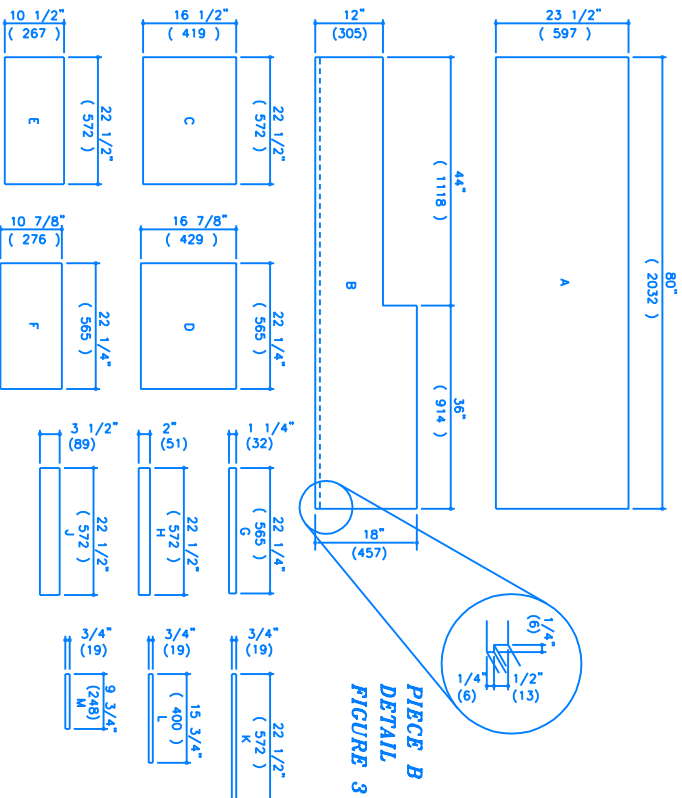 23 1/2"
( 597 )
80"
( 2032 )
A
12"
(305)
44"
( 1118 )
36"
( 914 )
18"
(457)
B
16 1/2"
( 419 )
22 1/2"
( 572 )
C
16 7/8"
( 429 )
22 1/4"
( 565 )
D
10 1/2"
( 267 )
22 1/2"
( 572 )
E
10 7/8"
( 276 )
22 1/4"
( 565 )
F
1 1/4"
(32)
22 1/4"
( 565 )
G
2"
(51)
22 1/2"
( 572 )
H
3 1/2"
(89)
22 1/2"
( 572 )
J
3/4"
(19)
22 1/2"
( 572 )
K
3/4"
(19)
15 3/4"
( 400 )
L
3/4"
(19)
9 3/4"
(248)
M
1/4"
(6)
1/4"
(6)
1/2"
(13)
PIECE B
DETAIL
FIGURE 3